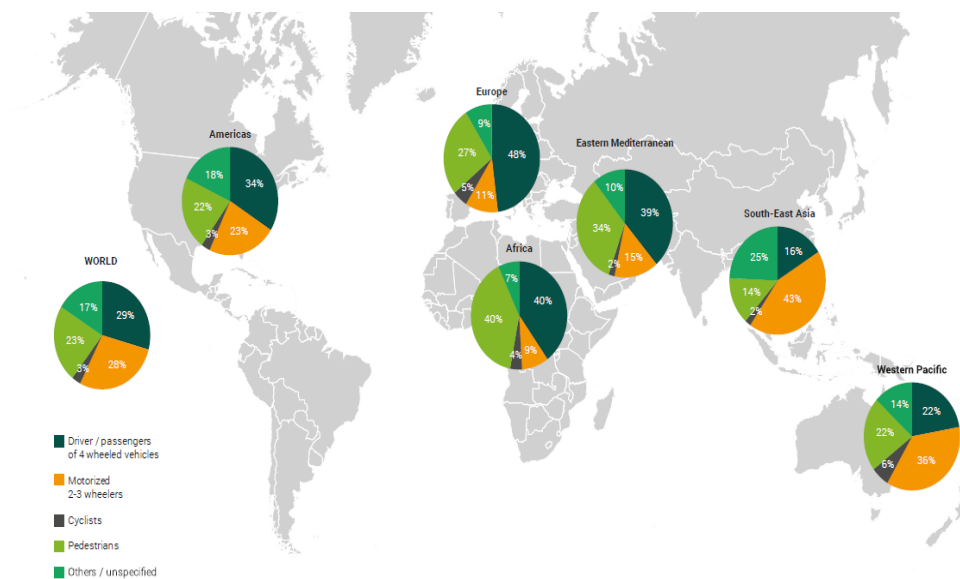 Europe
9%
48%
27%
5%
11%
Americas
18%
34%
22%
3%
23%
Eastern Mediterranean
10%
39%
34%
2%
15%
South-East Asia
16%
25%
14%
2%
43%
Africa
7%
40%
40%
4%
9%
WORLD
17%
29%
23%
3%
28%
Western Pacific
14%
22%
22%
6%
36%
Driver / passengers
of 4 wheeled vehicles
Motorized
2-3 wheelers
Cyclists
Pedestrians
Others / unspecified